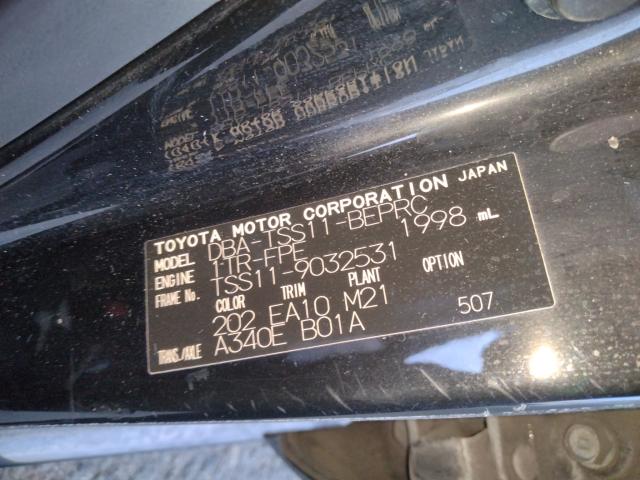 TOYOTA MOTOR CORPORATION JAPAN
MODEL DBA-TSS11-BEPRC
ENGINE 1TR-FPE 1998 mL
FRAME No. TSS11-9032531
COLOR TRIM PLANT OPTION
202 EA10 M21
507
TRANS./AXLE A340E B01A